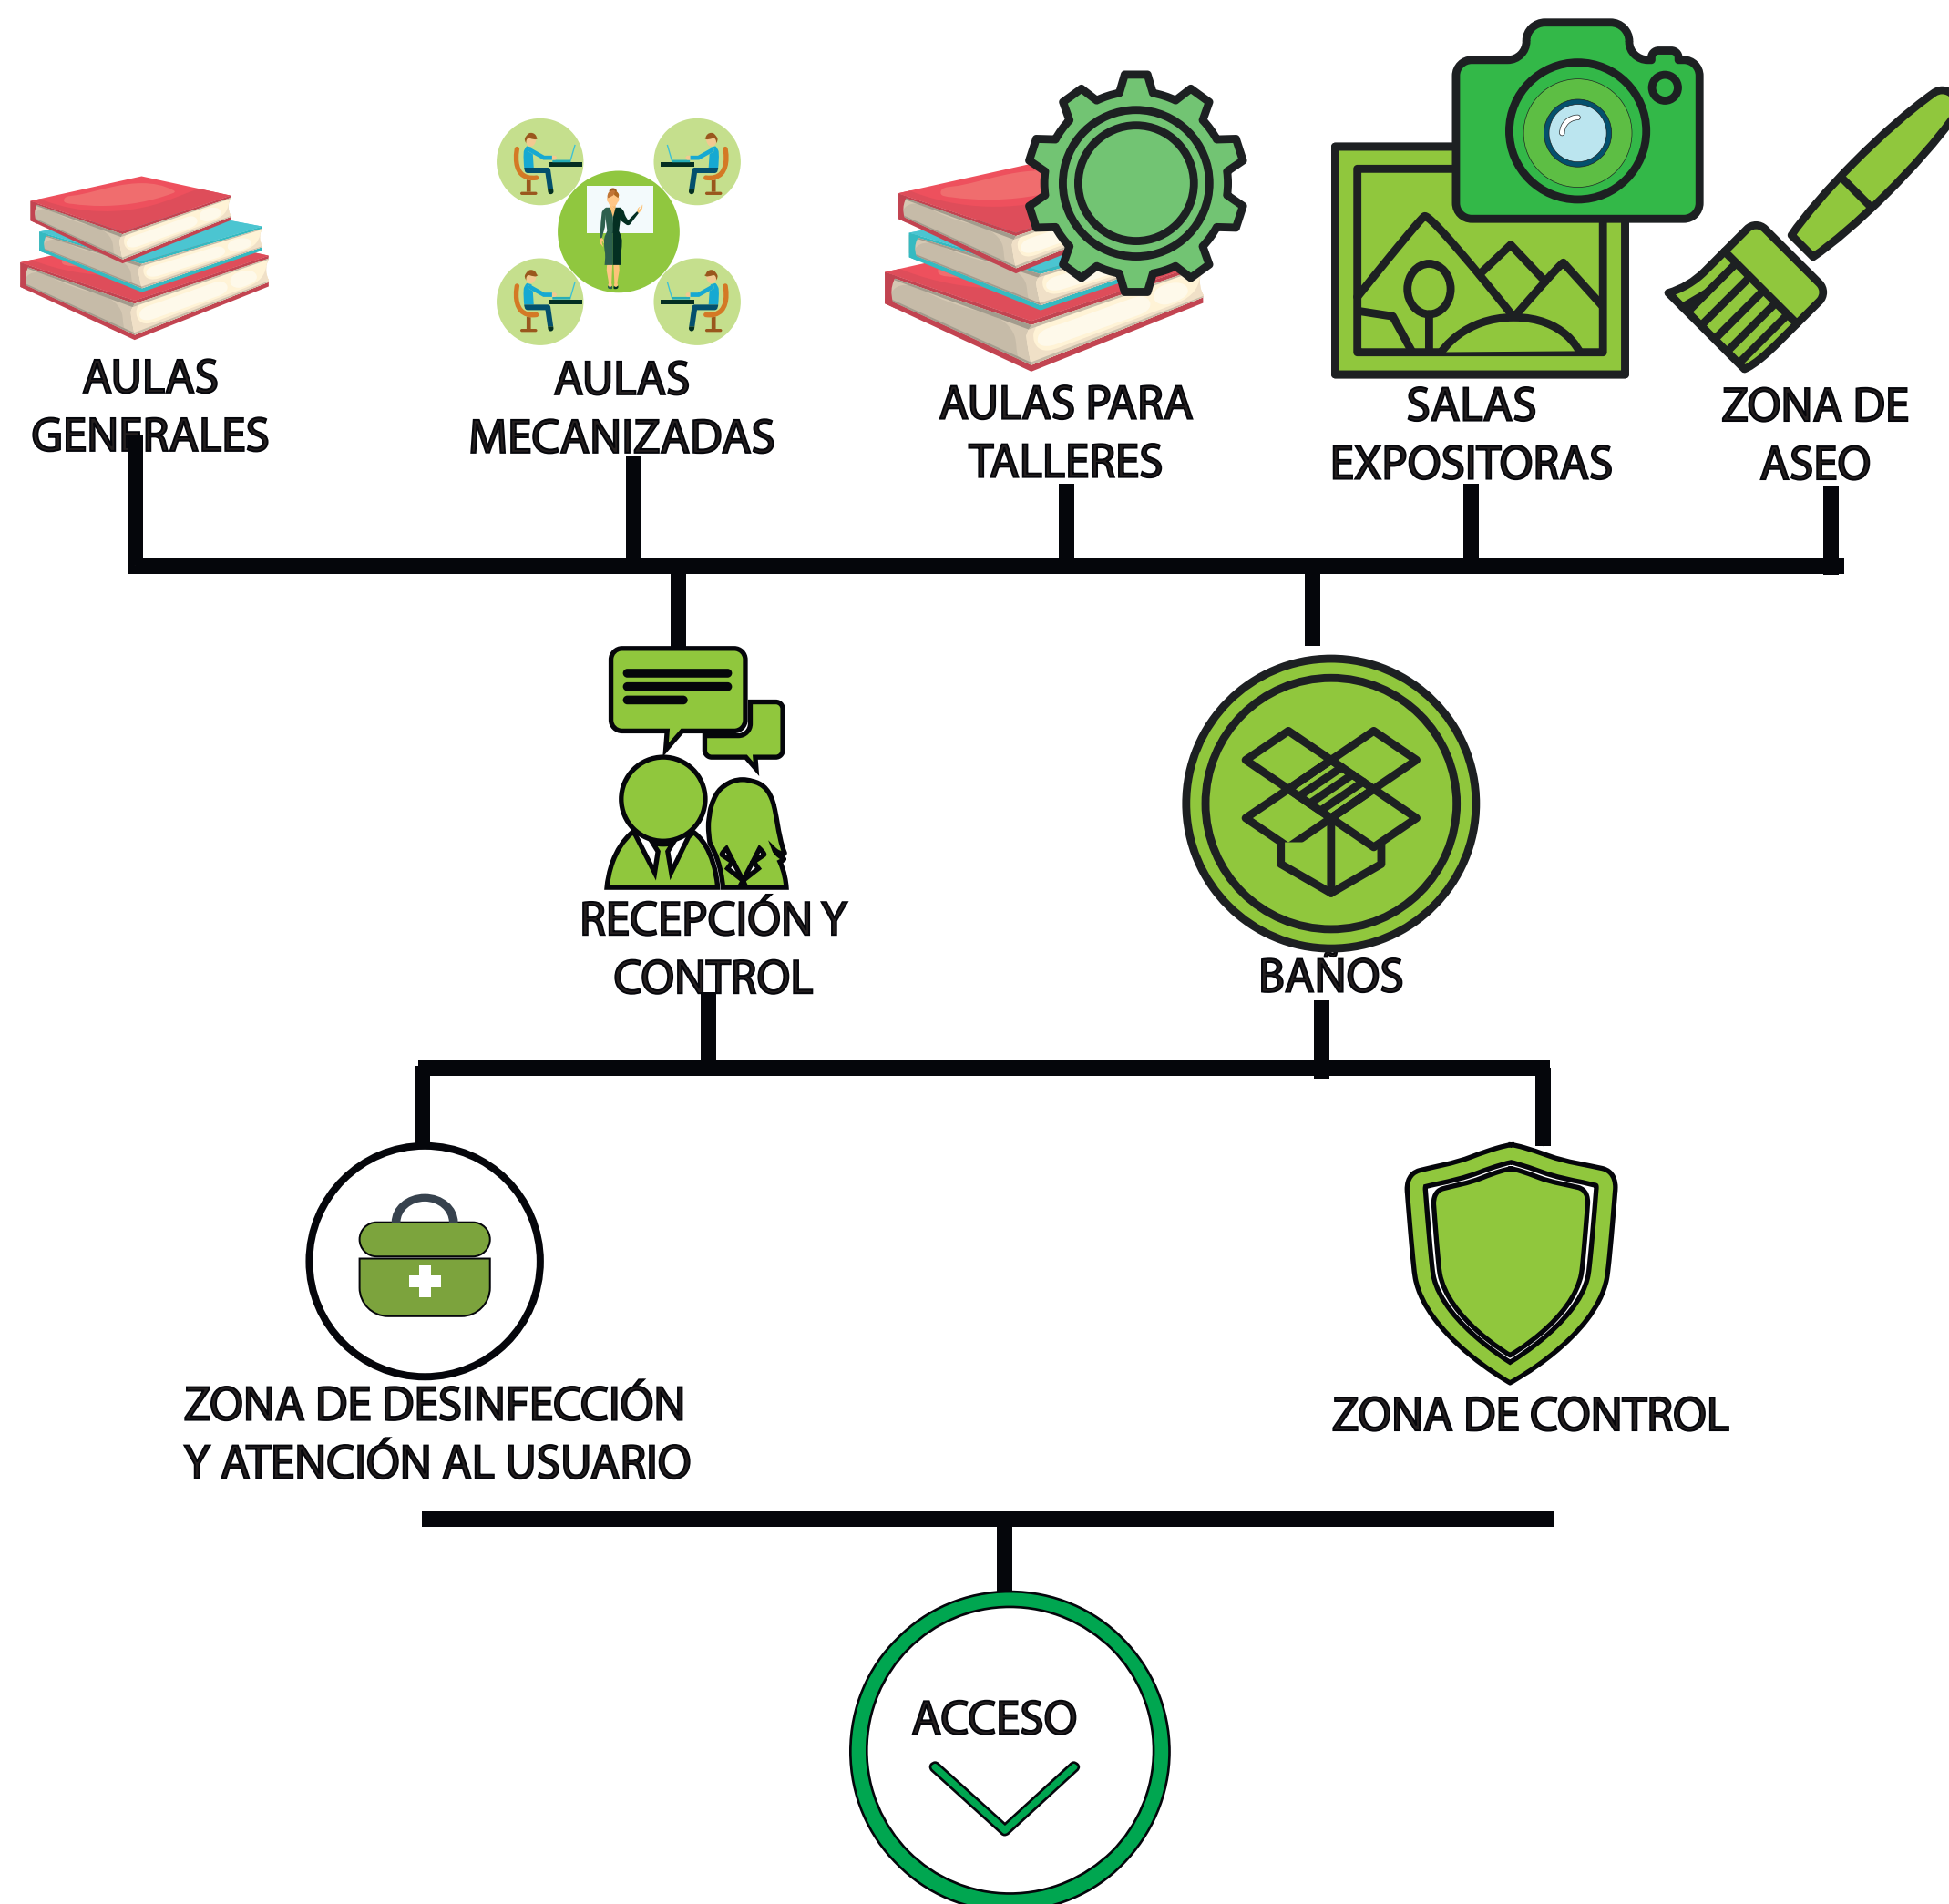 AULAS
GENERALES
AULAS
MECANIZADAS
AULAS PARA
TALLERES
SALAS
EXPOSITORAS
ZONA DE
ASEO
RECEPCIÓN Y
CONTROL
BAÑOS
ZONA DE DESINFECCIÓN
Y ATENCIÓN AL USUARIO
ZONA DE CONTROL
ACCESO